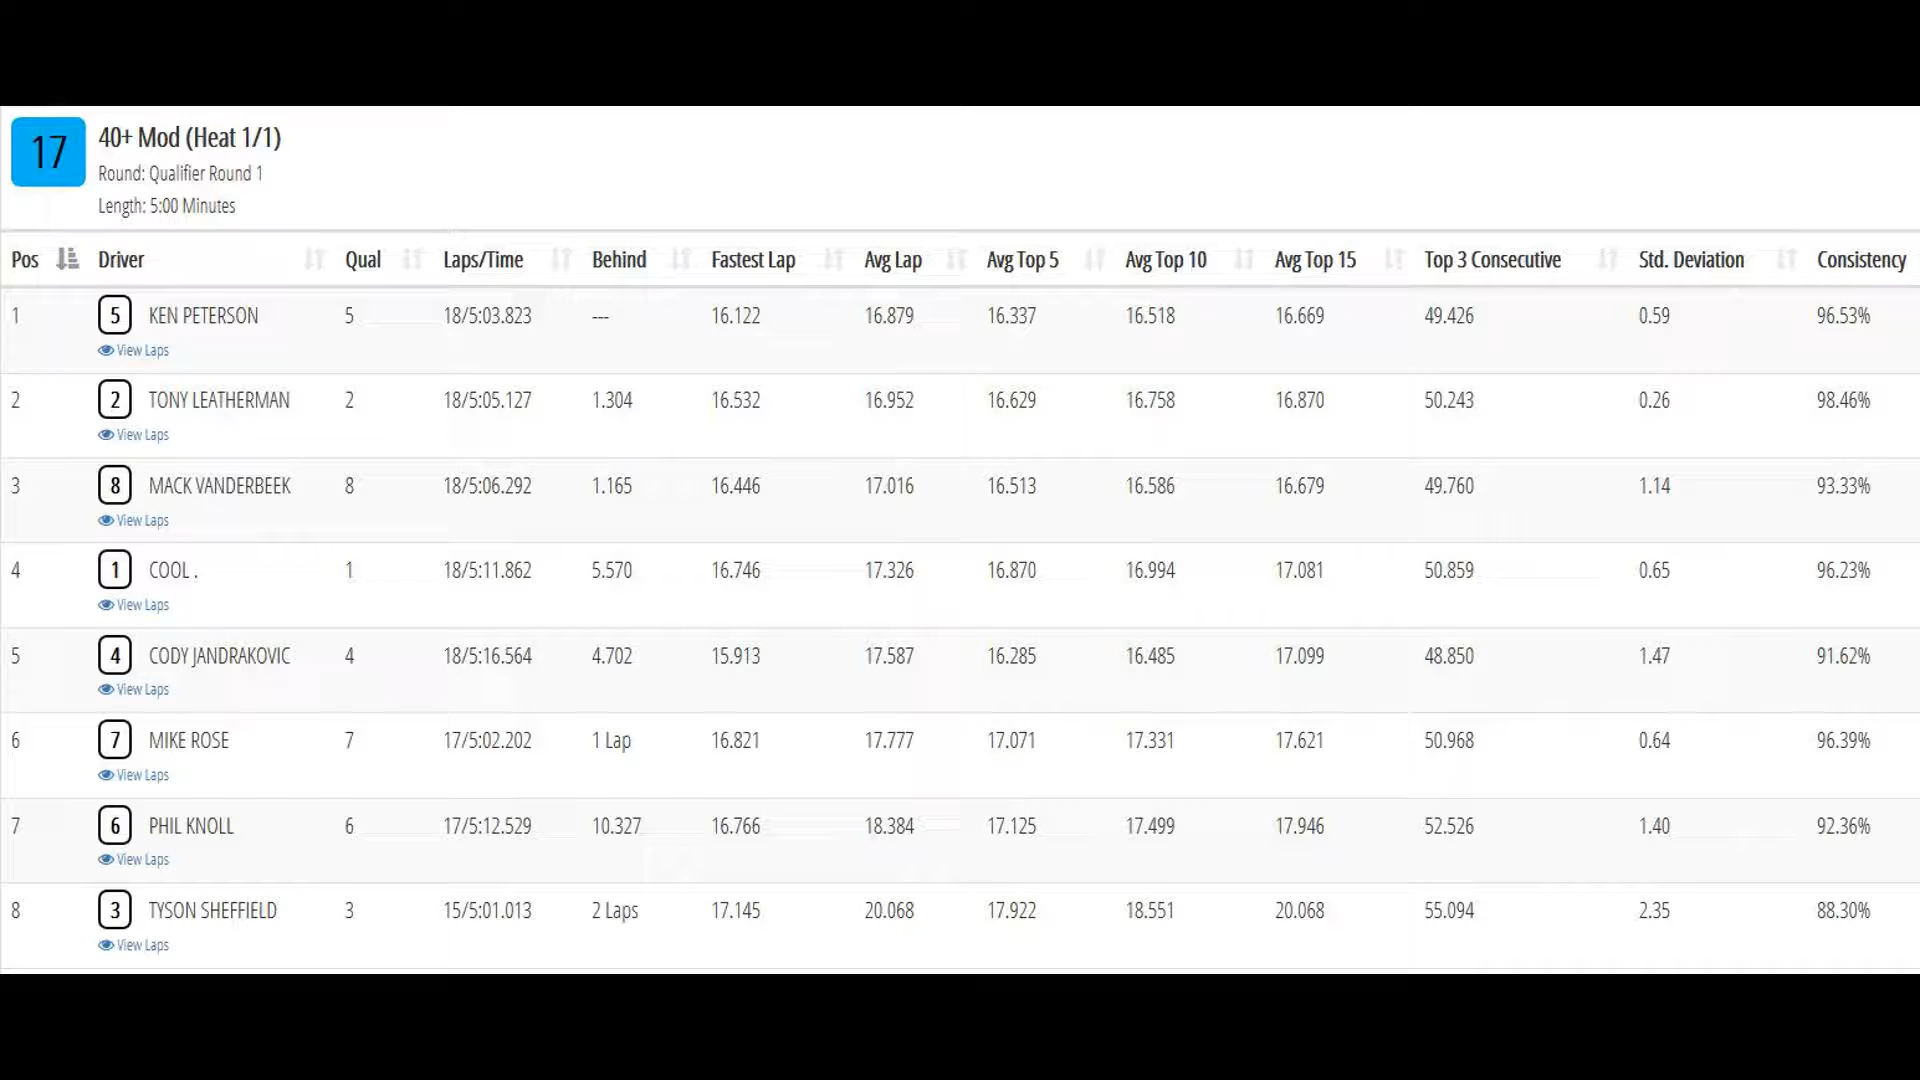 17
40+ Mod (Heat 1/1)
Round: Qualifier Round 1
Length: 5:00 Minutes
Pos Driver Qual Laps/Time Behind Fastest Lap Avg Lap Avg Top 5 Avg Top 10 Avg Top 15 Top 3 Consecutive Std. Deviation Consistency
1 5 KEN PETERSON 5 18/5:03.823 --- 16.122 16.879 16.337 16.518 16.669 49.426 0.59 96.53%
View Laps
2 2 TONY LEATHERMAN 2 18/5:05.127 1.304 16.532 16.952 16.629 16.758 16.870 50.243 0.26 98.46%
View Laps
3 8 MACK VANDERBEEK 8 18/5:06.292 1.165 16.446 17.016 16.513 16.586 16.679 49.760 1.14 93.33%
View Laps
4 1 COOL . 1 18/5:11.862 5.570 16.746 17.326 16.870 16.994 17.081 50.859 0.65 96.23%
View Laps
5 4 CODY JANDRAKOVIC 4 18/5:16.564 4.702 15.913 17.587 16.285 16.485 17.099 48.850 1.47 91.62%
View Laps
6 7 MIKE ROSE 7 17/5:02.202 1 Lap 16.821 17.777 17.071 17.331 17.621 50.968 0.64 96.39%
View Laps
7 6 PHIL KNOLL 6 17/5:12.529 10.327 16.766 18.384 17.125 17.499 17.946 52.526 1.40 92.36%
View Laps
8 3 TYSON SHEFFIELD 3 15/5:01.013 2 Laps 17.145 20.068 17.922 18.551 20.068 55.094 2.35 88.30%
View Laps